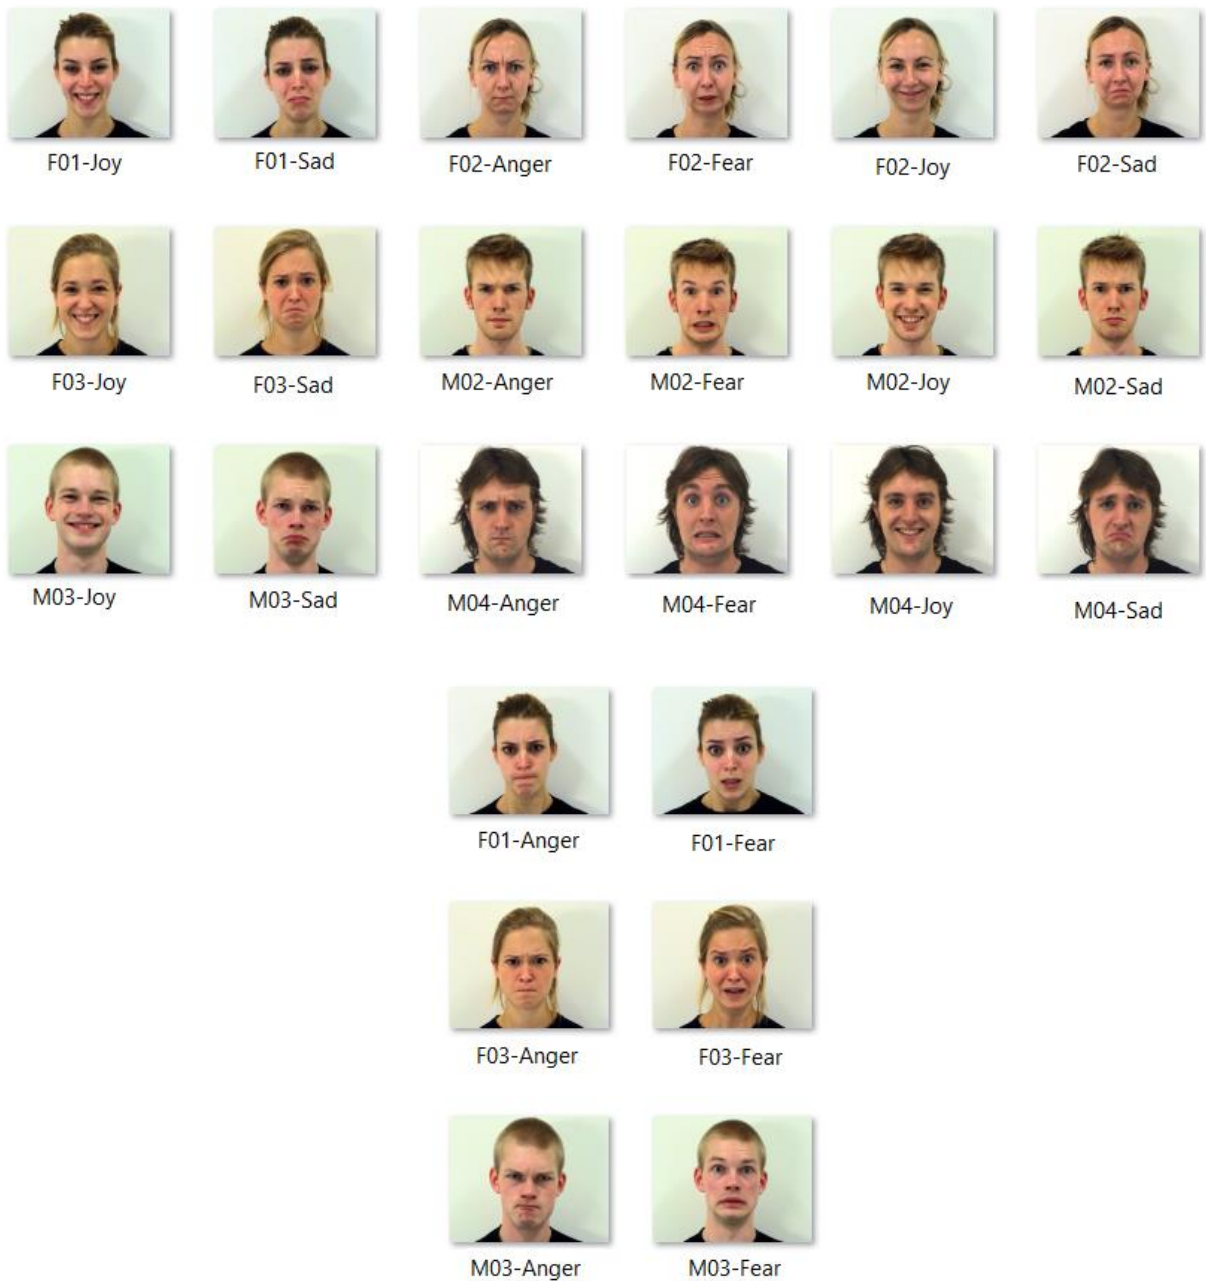 F01-Joy
F01-Sad
F02-Anger
F02-Fear
F02-Joy
F02-Sad
F03-Joy
F03-Sad
M02-Anger
M02-Fear
M02-Joy
M02-Sad
M03-Joy
M03-Sad
M04-Anger
M04-Fear
M04-Joy
M04-Sad
F01-Anger
F01-Fear
F03-Anger
F03-Fear
M03-Anger
M03-Fear